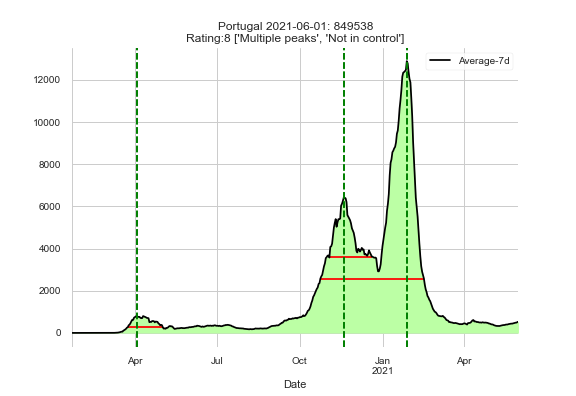 Portugal 2021-06-01: 849538
Rating:8 ['Multiple peaks', 'Not in control']
Average-7d
12000
10000
8000
6000
4000
2000
0
Apr Jul Oct Jan Apr
2021
Date